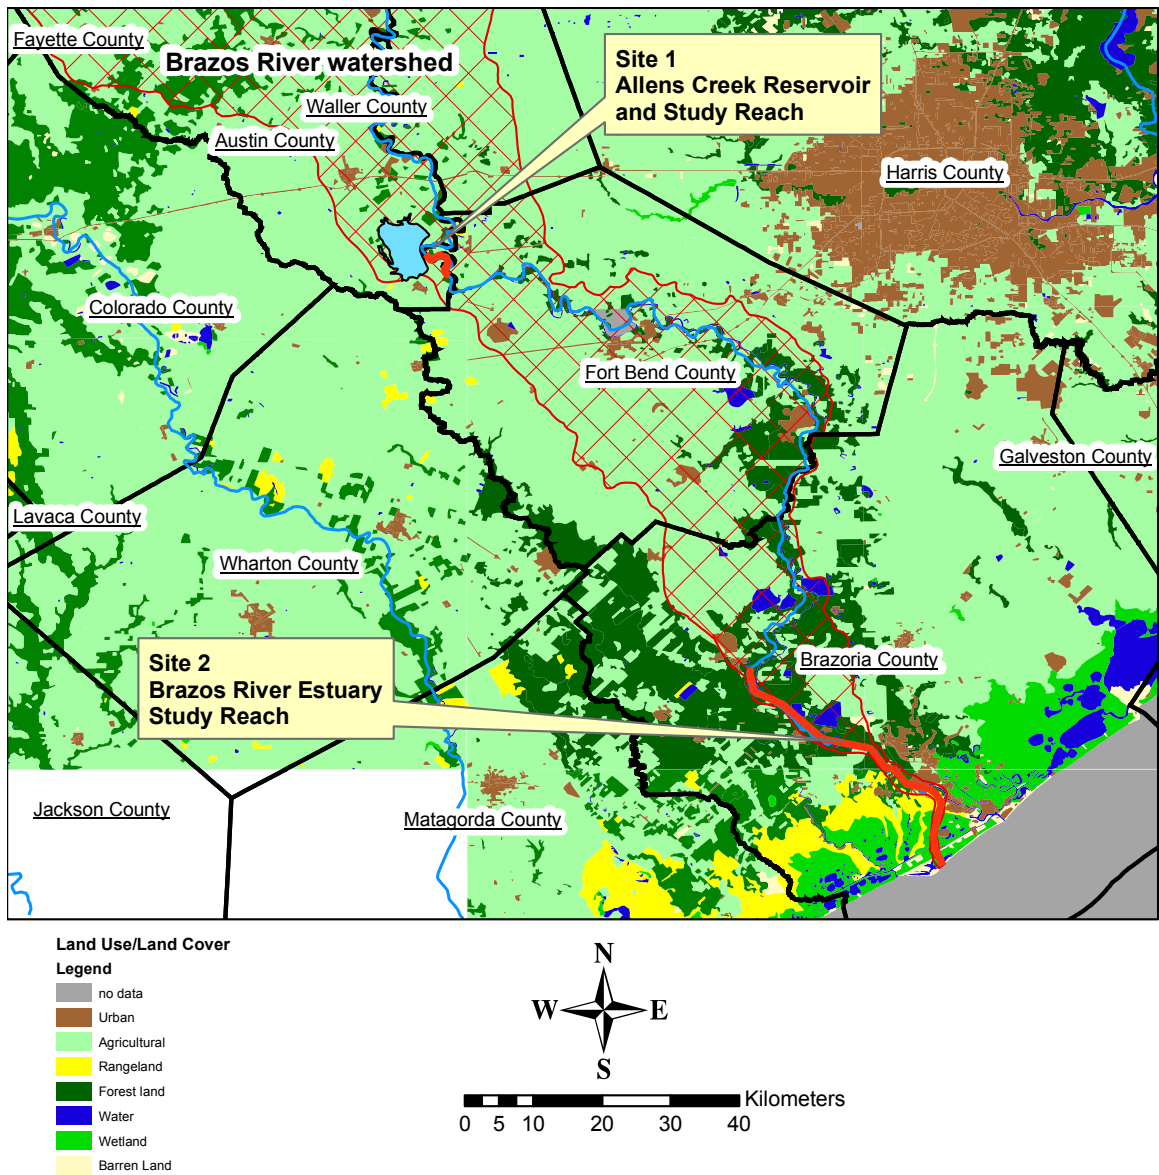 Fayette County
Brazos River watershed
Waller County
Austin County
Site 1
Allens Creek Reservoir
and Study Reach
Harris County
Colorado County
Fort Bend County
Galveston County
Lavaca County
Wharton County
Site 2
Brazos River Estuary
Study Reach
Brazoria County
Jackson County
Matagorda County
Land Use/Land Cover
Legend
no data
Urban
Agricultural
Rangeland
Forest land
Water
Wetland
Barren Land
N
W E
S
Kilometers
0 5 10 20 30 40